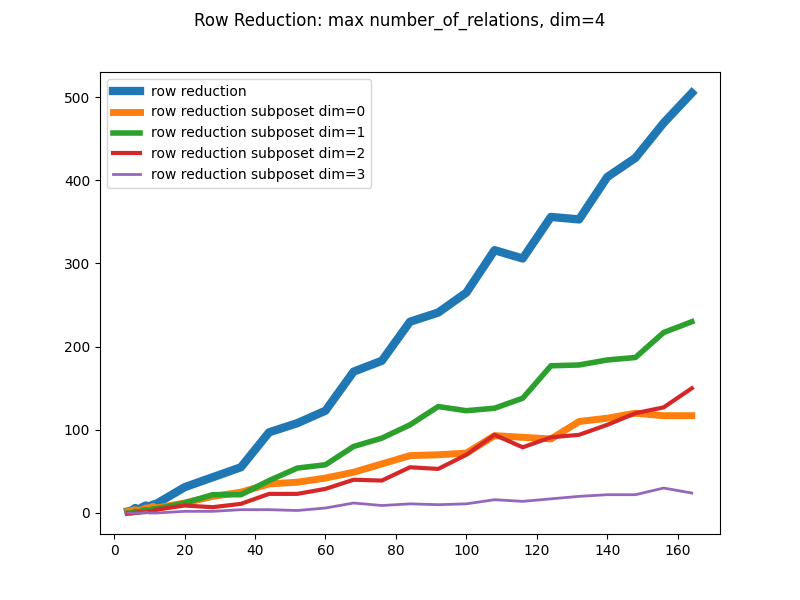 Row Reduction: max number_of_relations, dim=4
row reduction
row reduction subposet dim=0
row reduction subposet dim=1
row reduction subposet dim=2
row reduction subposet dim=3
500
400
300
200
100
0
0 20 40 60 80 100 120 140 160